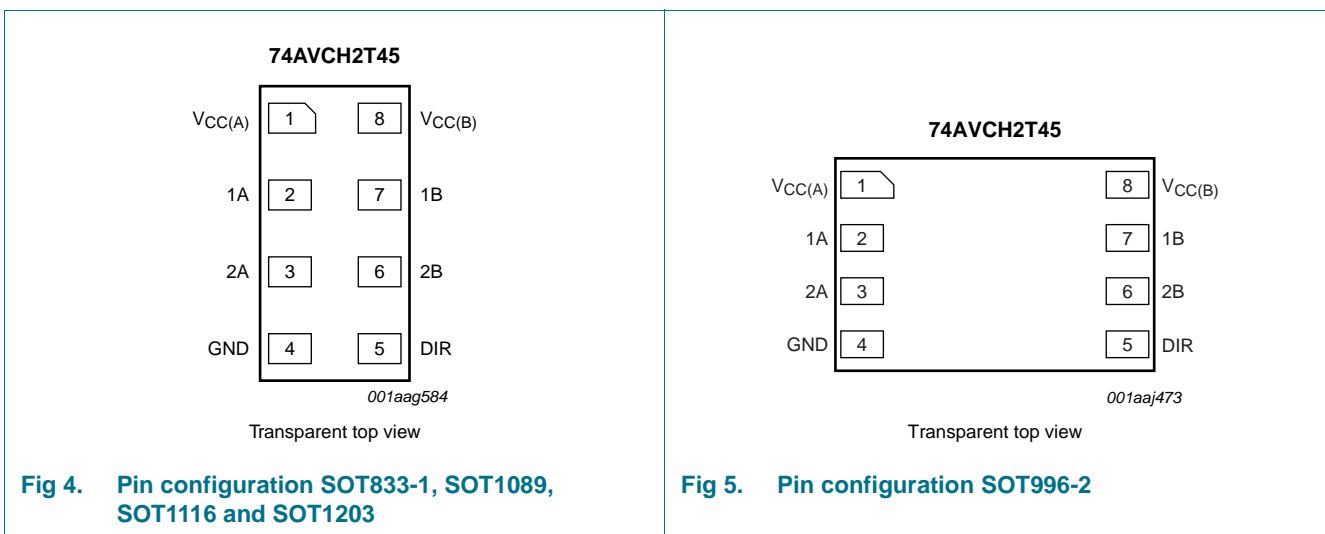 74AVCH2T45
VCC(A) 1 8 VCC(B)
1A 2 7 1B
2A 3 6 2B
GND 4 5 DIR
001aag584
Transparent top view
Fig 4. Pin configuration SOT833-1, SOT1089,
SOT1116 and SOT1203
74AVCH2T45
VCC(A) 1 8 VCC(B)
1A 2 7 1B
2A 3 6 2B
GND 4 5 DIR
001aaj473
Transparent top view
Fig 5. Pin configuration SOT996-2